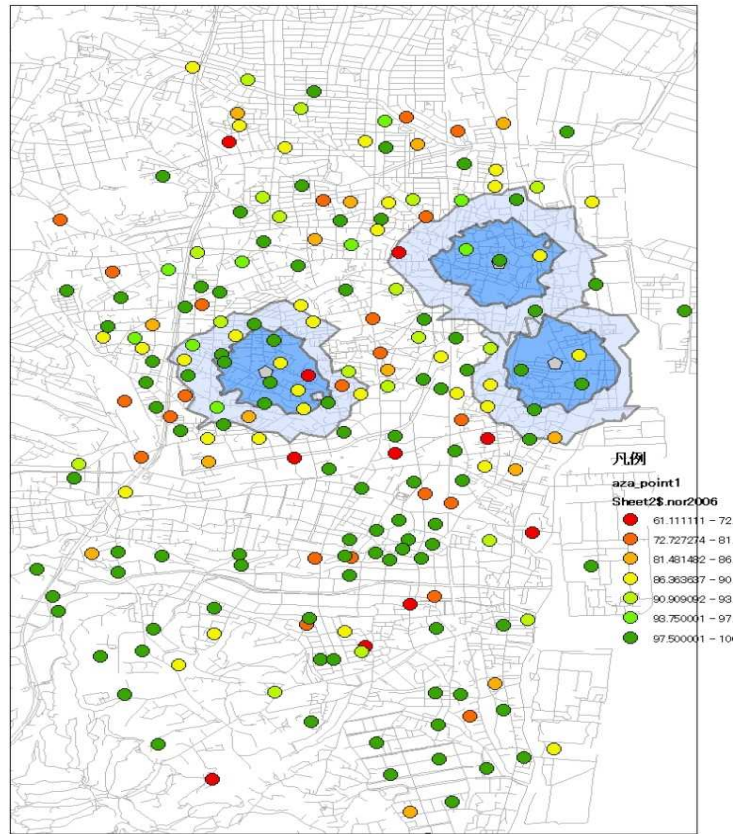 凡例
aza_point1
Sheet2$.nor2006
61.111111 - 72
72.727274 - 81
81.481482 - 86
86.363637 - 90
90.909092 - 93
93.750001 - 97
97.500001 - 10